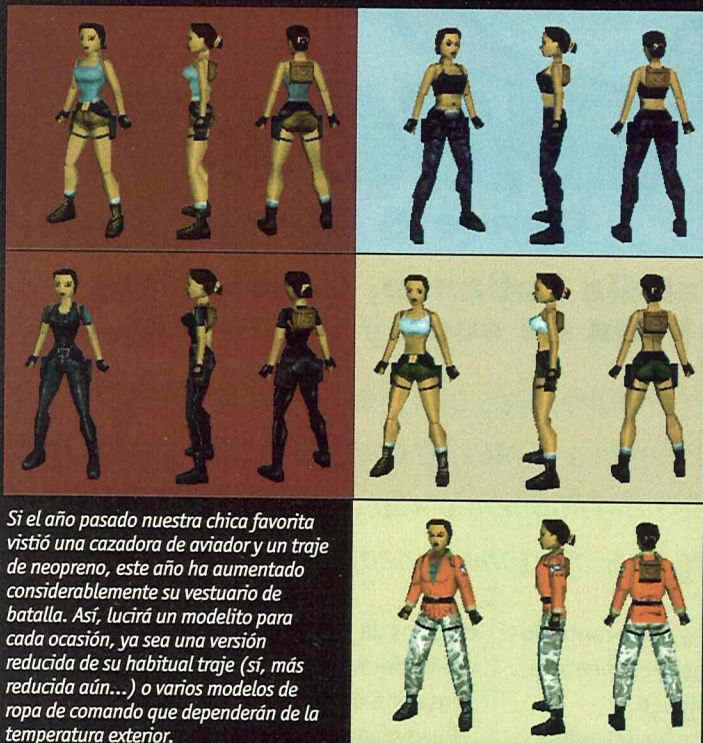 Si el año pasado nuestra chica favorita
vistió una cazadora de aviador y un traje
de neopreno, este año ha aumentado
considerablemente su vestuario de
batalla. Así, lucirá un modelito para
cada ocasión, ya sea una versión
reducida de su habitual traje (sí, más
reducida aún...) o varios modelos de
ropa de comando que dependerán de la
temperatura exterior.